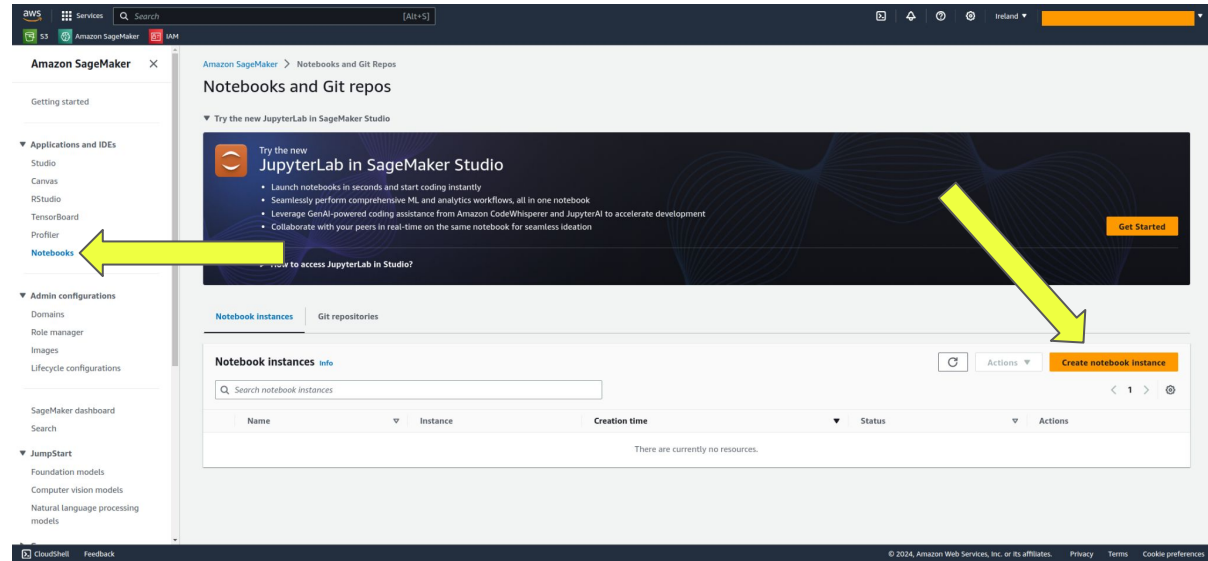 aws Services Search [Alt+S] Ireland
S3 Amazon SageMaker IAM
Amazon SageMaker
Getting started
Applications and IDEs
Studio
Canvas
RStudio
TensorBoard
Profiler
Notebooks
Admin configurations
Domains
Role manager
Images
Lifecycle configurations
SageMaker dashboard
Search
JumpStart
Foundation models
Computer vision models
Natural language processing
models
Amazon SageMaker > Notebooks and Git Repos
Notebooks and Git repos
Try the new JupyterLab in SageMaker Studio
Try the new
JupyterLab in SageMaker Studio
• Launch notebooks in seconds and start coding instantly
• Seamlessly perform comprehensive ML and analytics workflows, all in one notebook
• Leverage GenAI-powered coding assistance from Amazon CodeWhisperer and JupyterAI to accelerate development
• Collaborate with your peers in real-time on the same notebook for seamless ideation
Get Started
to access JupyterLab in Studio?
Notebook instances Git repositories
Notebook instances Info
Actions Create notebook instance
Search notebook instances
< 1 >
Name Instance Creation time Status Actions
There are currently no resources.
CloudShell Feedback © 2024, Amazon Web Services, Inc. or its affiliates. Privacy Terms Cookie preferences